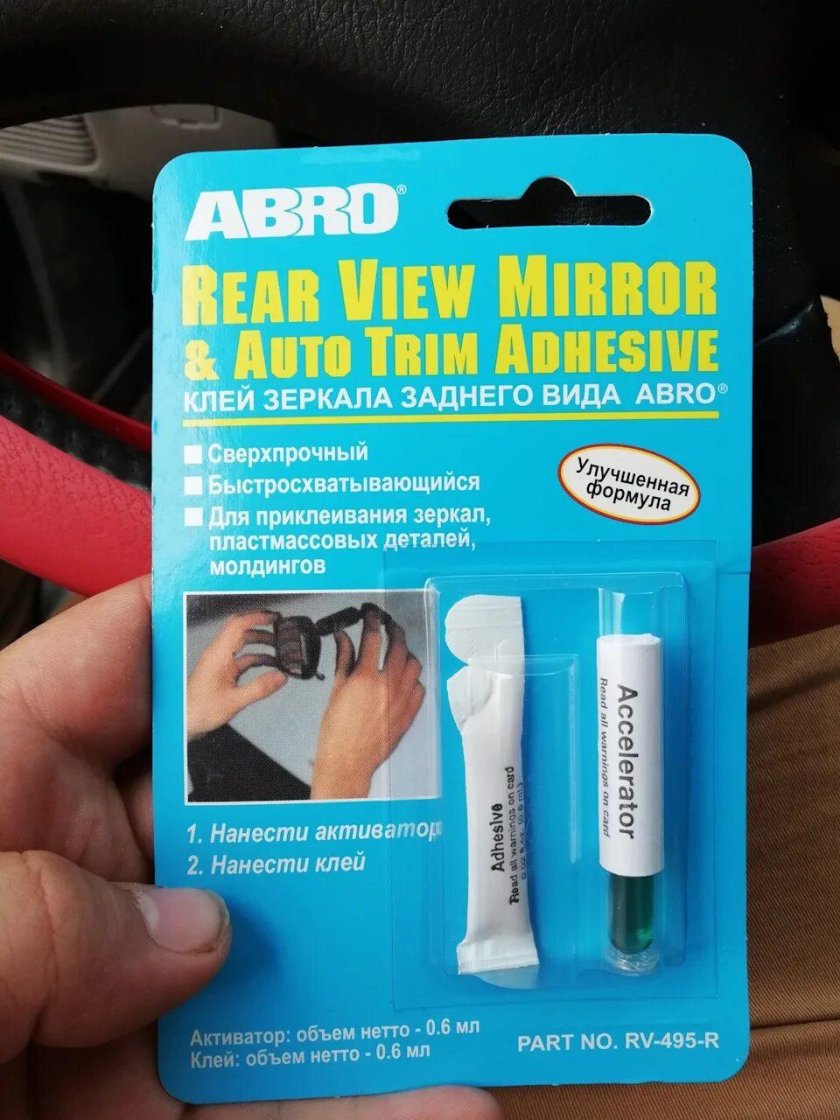 ABRO®
REAR VIEW MIRROR
& AUTO TRIM ADHESIVE
КЛЕЙ ЗЕРКАЛА ЗАДНЕГО ВИДА ABRO®
Сверхпрочный
Быстросхватывающийся
Для приклеивания зеркал,
пластмассовых деталей,
молдингов
Улучшенная
формула
Adhesive
Read all warnings on card
Accelerator
Read all warnings on card
1. Нанести активатор
2. Нанести клей
Активатор: объем нетто - 0.6 мл
Клей: объем нетто - 0.6 мл
PART NO. RV-495-R